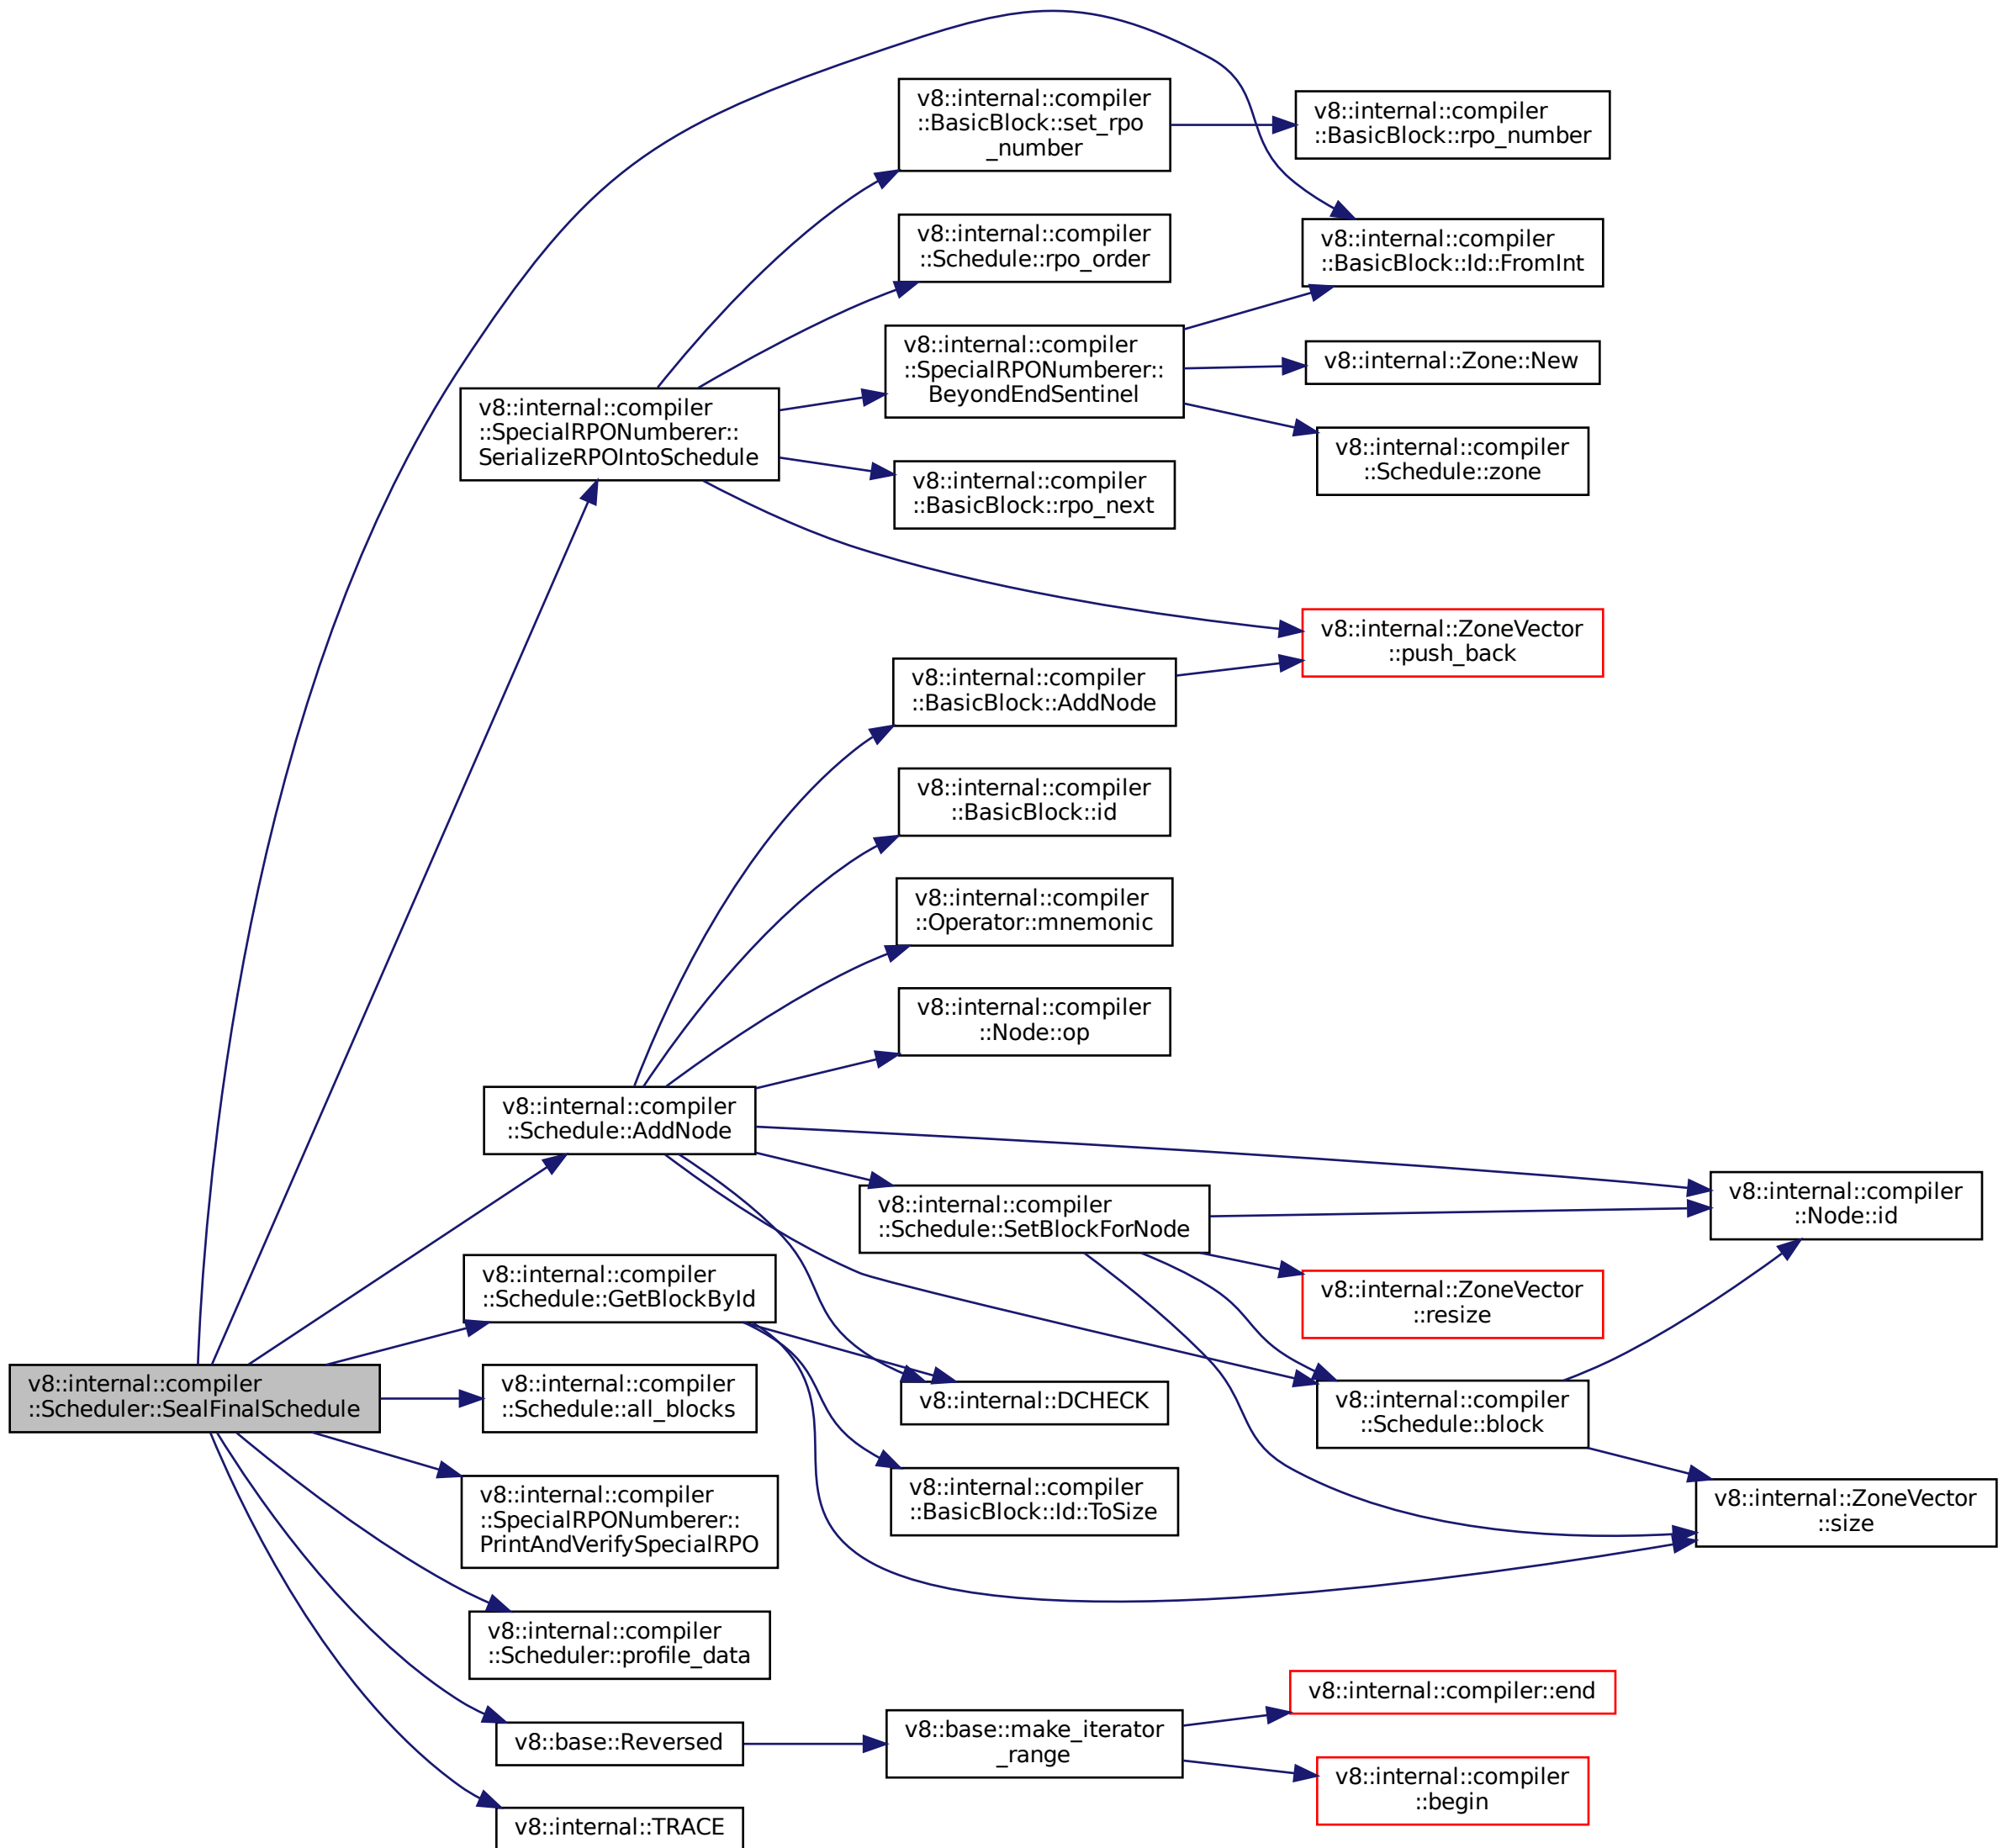 v8::internal::compiler
::BasicBlock::set_rpo
_number
v8::internal::compiler
::BasicBlock::rpo_number
v8::internal::compiler
::Schedule::rpo_order
v8::internal::compiler
::BasicBlock::Id::FromInt
v8::internal::compiler
::SpecialRPONumberer::
BeyondEndSentinel
v8::internal::Zone::New
v8::internal::compiler
::SpecialRPONumberer::
SerializeRPOIntoSchedule
v8::internal::compiler
::Schedule::zone
v8::internal::compiler
::BasicBlock::rpo_next
v8::internal::ZoneVector
::push_back
v8::internal::compiler
::BasicBlock::AddNode
v8::internal::compiler
::BasicBlock::id
v8::internal::compiler
::Operator::mnemonic
v8::internal::compiler
::Node::op
v8::internal::compiler
::Schedule::AddNode
v8::internal::compiler
::Schedule::SetBlockForNode
v8::internal::compiler
::Node::id
v8::internal::compiler
::Schedule::GetBlockById
v8::internal::ZoneVector
::resize
v8::internal::compiler
::Scheduler::SealFinalSchedule
v8::internal::compiler
::Schedule::all_blocks
v8::internal::DCHECK
v8::internal::compiler
::Schedule::block
v8::internal::compiler
::SpecialRPONumberer::
PrintAndVerifySpecialRPO
v8::internal::compiler
::BasicBlock::Id::ToSize
v8::internal::ZoneVector
::size
v8::internal::compiler
::Scheduler::profile_data
v8::base::Reversed
v8::base::make_iterator
_range
v8::internal::compiler::end
v8::internal::compiler
::begin
v8::internal::TRACE